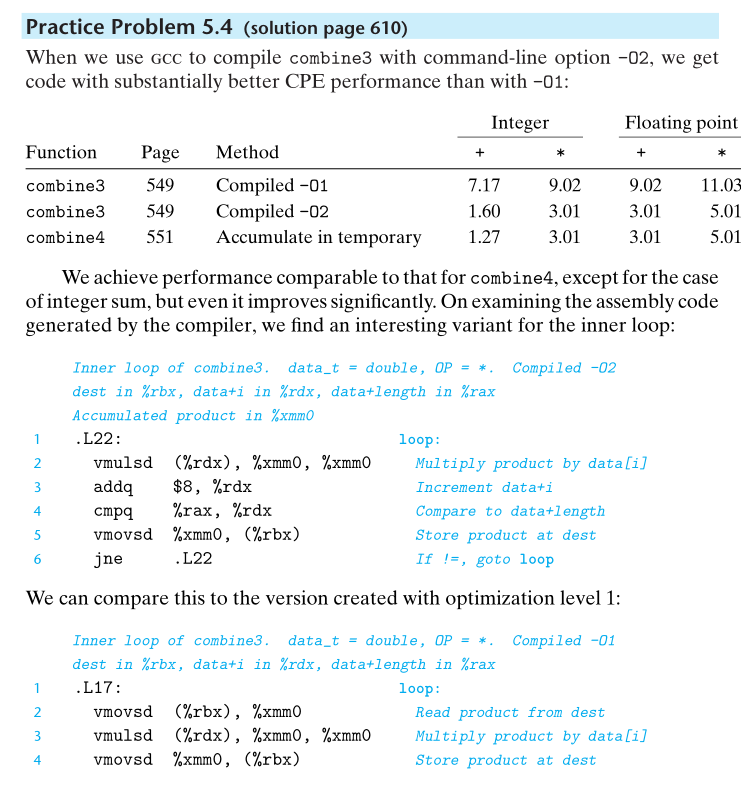 Practice Problem 5.4 (solution page 610)
When we use GCC to compile combine3 with command-line option -O2, we get
code with substantially better CPE performance than with -O1:
Integer Floating point
Function Page Method + * + *
combine3 549 Compiled -O1 7.17 9.02 9.02 11.03
combine3 549 Compiled -O2 1.60 3.01 3.01 5.01
combine4 551 Accumulate in temporary 1.27 3.01 3.01 5.01
We achieve performance comparable to that for combine4, except for the case
of integer sum, but even it improves significantly. On examining the assembly code
generated by the compiler, we find an interesting variant for the inner loop:
Inner loop of combine3. data_t = double, OP = *. Compiled -O2
dest in %rbx, data+i in %rdx, data+length in %rax
Accumulated product in %xmm0
1 .L22: loop:
2 vmulsd (%rdx), %xmm0, %xmm0 Multiply product by data[i]
3 addq $8, %rdx Increment data+i
4 cmpq %rax, %rdx Compare to data+length
5 vmovsd %xmm0, (%rbx) Store product at dest
6 jne .L22 If !=, goto loop
We can compare this to the version created with optimization level 1:
Inner loop of combine3. data_t = double, OP = *. Compiled -O1
dest in %rbx, data+i in %rdx, data+length in %rax
1 .L17: loop:
2 vmovsd (%rbx), %xmm0 Read product from dest
3 vmulsd (%rdx), %xmm0, %xmm0 Multiply product by data[i]
4 vmovsd %xmm0, (%rbx) Store product at dest